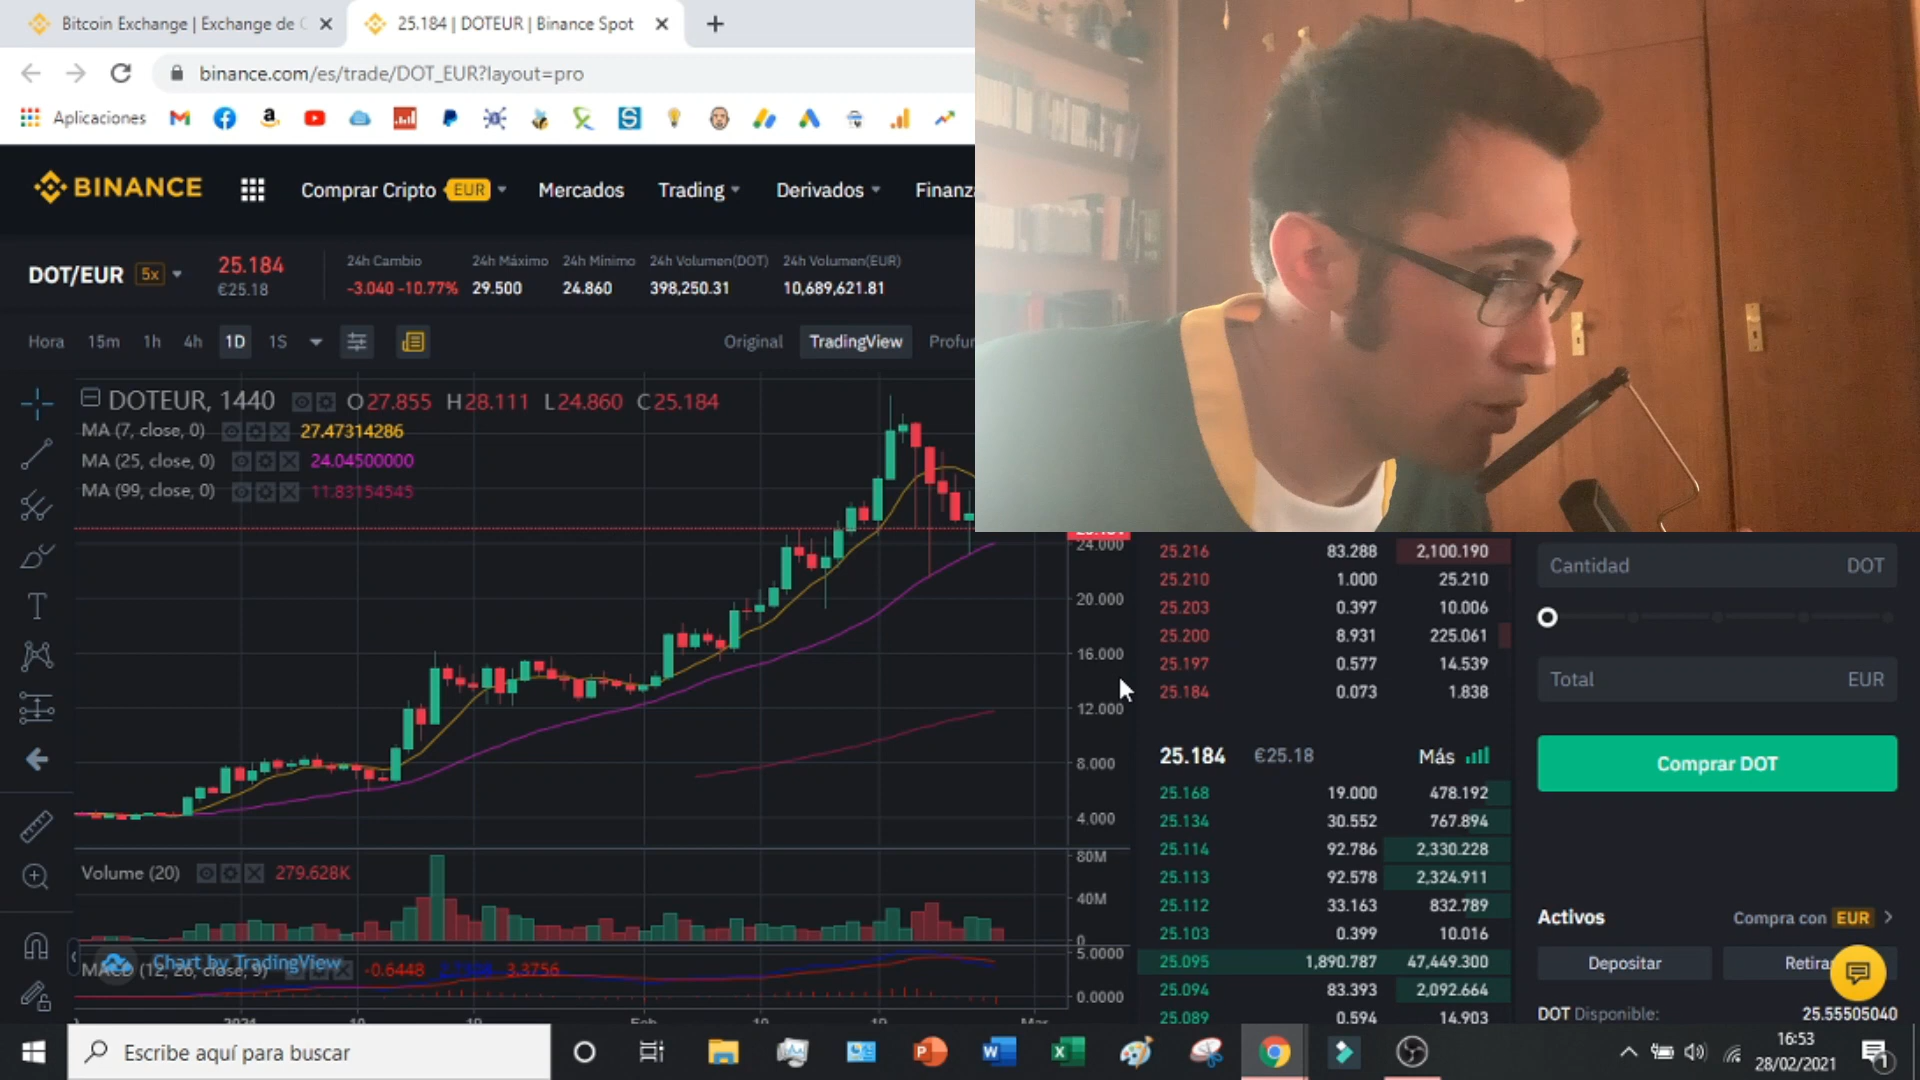 Bitcoin Exchange | Exchange de
25.184 | DOTEUR | Binance Spot
binance.com/es/trade/DOT_EUR?layout=pro
Aplicaciones
BINANCE
Comprar Cripto EUR
Mercados
Trading
Derivados
DOT/EUR 5x
25.184
€25.18
24h Cambio
-3.040 -10.77%
24h Máximo
29.500
24h Mínimo
24.860
24h Volumen(DOT)
398,250.31
24h Volumen(EUR)
10,689,621.81
Hora 15m 1h 4h 1D 1S
Original TradingView
DOTEUR, 1440 O27.855 H28.111 L24.860 C25.184
MA (7, close, 0) 27.47314286
MA (25, close, 0) 24.04500000
MA (99, close, 0) 11.83154545
24.000
20.000
16.000
12.000
8.000
4.000
Volume (20) 279.628K
80M
40M
0
MACD (12, 26, close, 9) -0.6448 3.3756
Chart by TradingView
5.0000
0.0000
2021
Feb
Mar
25.216 83.288 2,100.190
25.210 1.000 25.210
25.203 0.397 10.006
25.200 8.931 225.061
25.197 0.577 14.539
25.184 0.073 1.838
25.184 €25.18 Más
25.168 19.000 478.192
25.134 30.552 767.894
25.114 92.786 2,330.228
25.113 92.578 2,324.911
25.112 33.163 832.789
25.103 0.399 10.016
25.095 1,890.787 47,449.300
25.094 83.393 2,092.664
25.089 0.594 14.903
Cantidad DOT
Total EUR
Comprar DOT
Activos
Compra con EUR
Depositar
Retirar
DOT Disponible: 25.55505040
Escribe aquí para buscar
16:53
28/02/2021
1